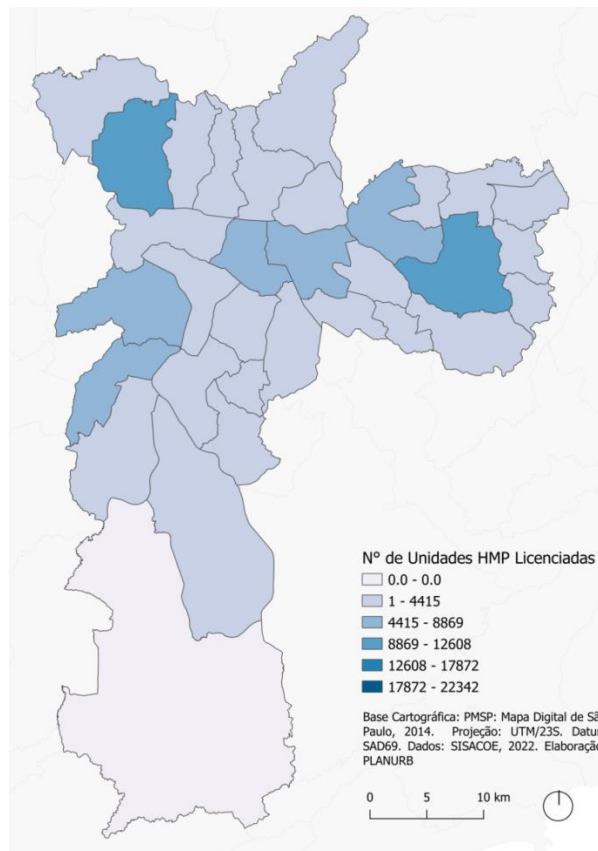 N° de Unidades HMP Licenciadas
0.0 - 0.0
1 - 4415
4415 - 8869
8869 - 12608
12608 - 17872
17872 - 22342
Base Cartográfica: PMSP: Mapa Digital de Sã
Paulo, 2014. Projeção: UTM/23S. Datu
SAD69. Dados: SISACOE, 2022. Elaboraçã
PLANURB
0 5 10 km